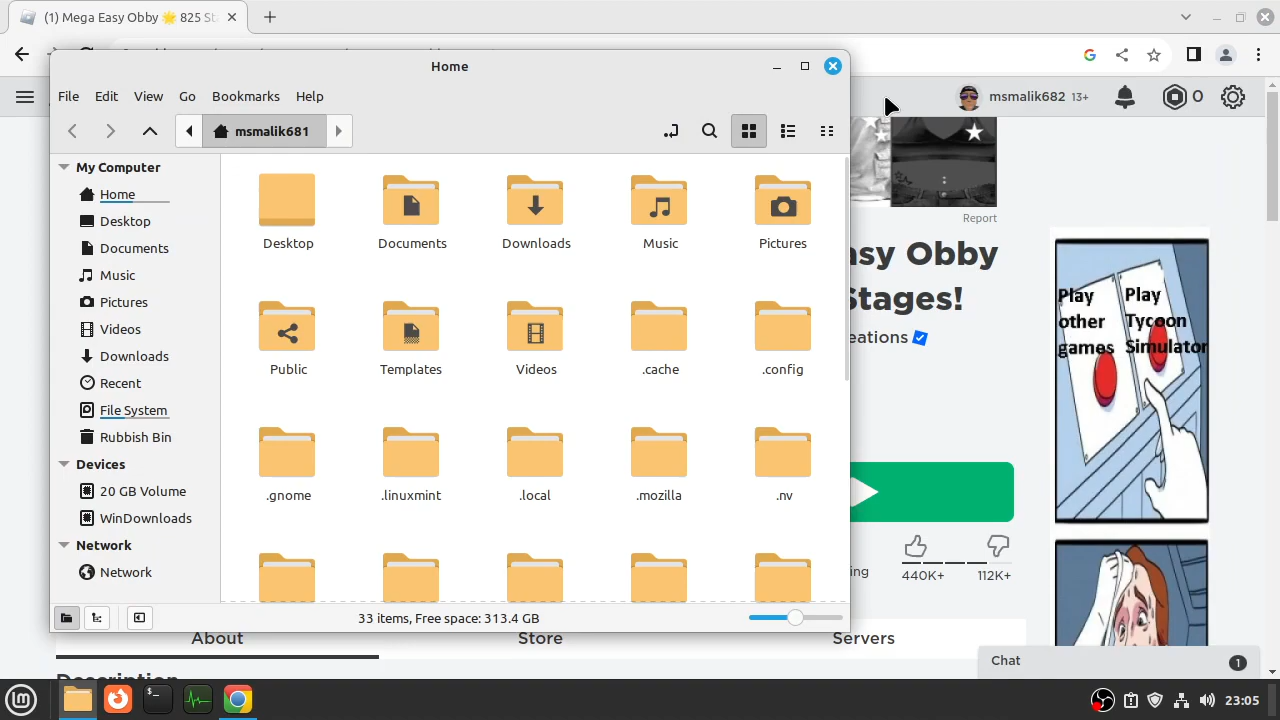 (1) Mega Easy Obby 🌟 825 St
Home
File Edit View Go Bookmarks Help
msmalik681
msmalik682 13+
0
My Computer
Home
Desktop
Documents
Music
Pictures
Videos
Downloads
Recent
File System
Rubbish Bin
Devices
20 GB Volume
WinDownloads
Network
Network
Desktop Documents Downloads Music Pictures
Public Templates Videos .cache .config
.gnome .linuxmint .local .mozilla .nv
33 items, Free space: 313.4 GB
Report
asy Obby
Stages!
eations
ing
440K+ 112K+
Play other games
Play Tycoon Simulator
About Store Servers
Description
Chat 1
>_
23:05